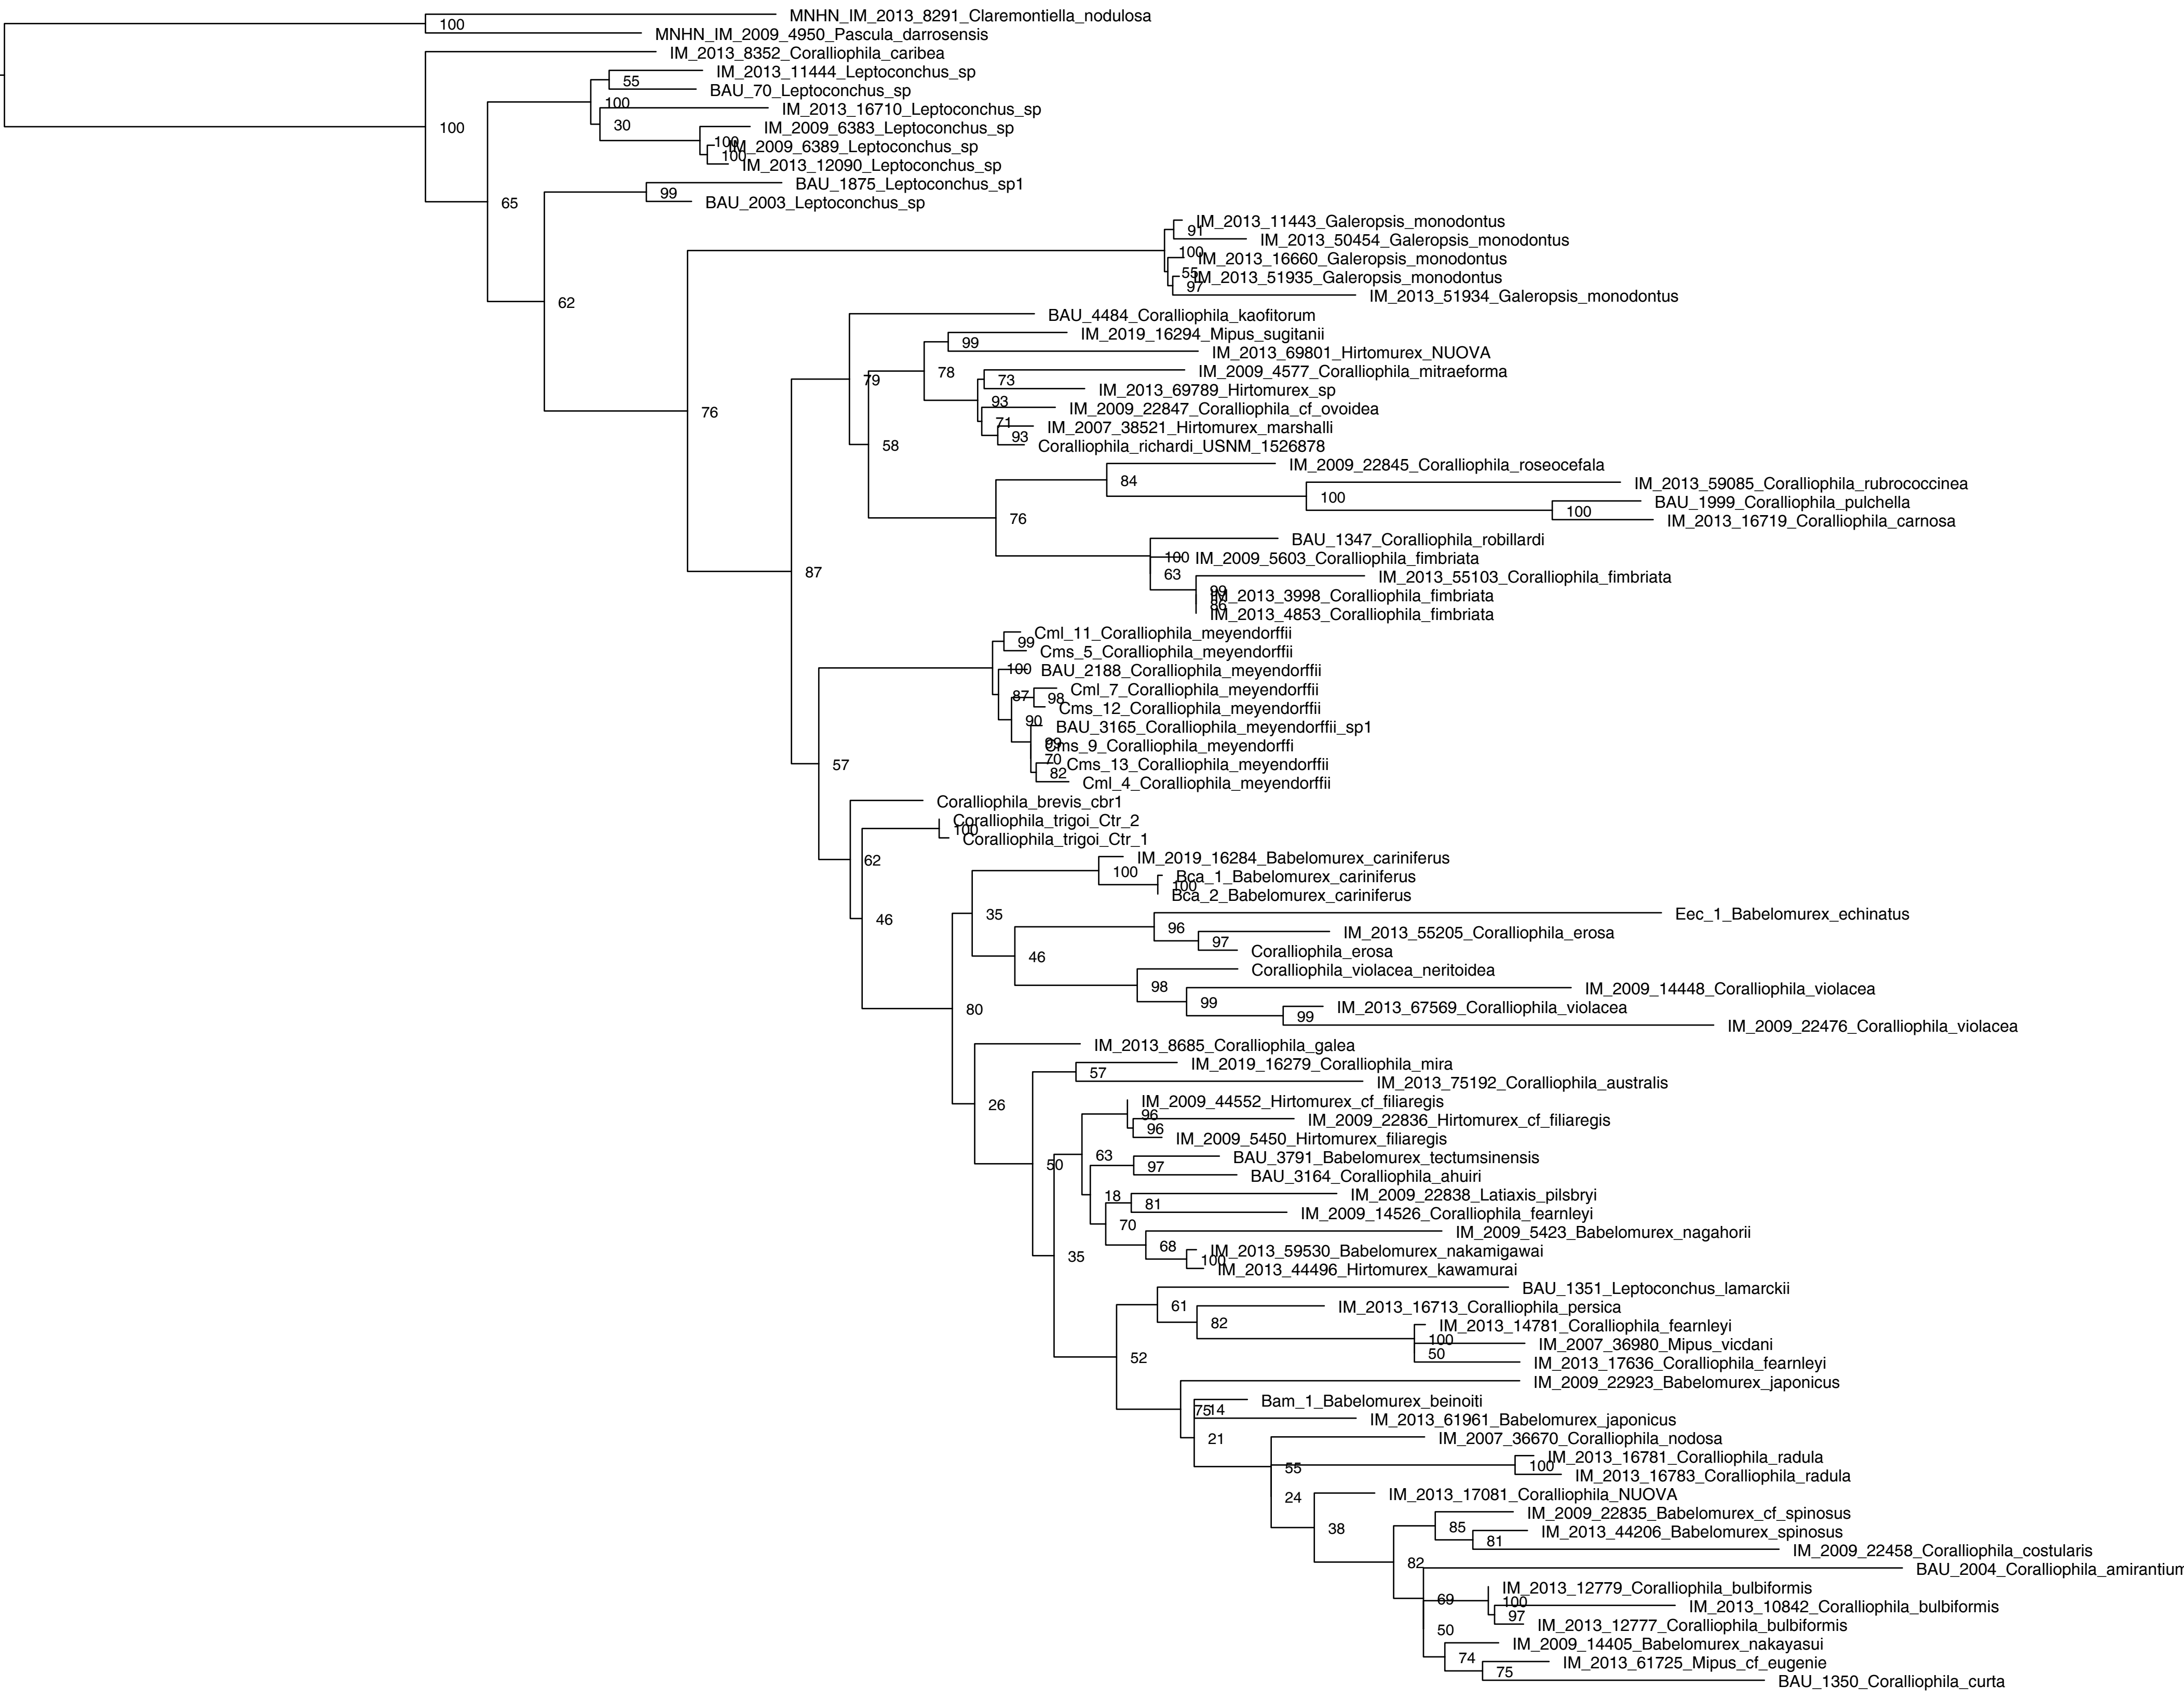 MNHN_IM_2013_8291_Claremontiella_nodulosa
100
MNHN_IM_2009_4950_Pascula_darrosensis
IM_2013_8352_Coralliophila_caribea
IM_2013_11444_Leptoconchus_sp
55
BAU_70_Leptoconchus_sp
100
IM_2013_16710_Leptoconchus_sp
30
100
IM_2009_6383_Leptoconchus_sp
100
IM_2009_6389_Leptoconchus_sp
100
IM_2013_12090_Leptoconchus_sp
BAU_1875_Leptoconchus_sp1
99
BAU_2003_Leptoconchus_sp
65
IM_2013_11443_Galeropsis_monodontus
91
IM_2013_50454_Galeropsis_monodontus
100
IM_2013_16660_Galeropsis_monodontus
55
IM_2013_51935_Galeropsis_monodontus
97
IM_2013_51934_Galeropsis_monodontus
62
BAU_4484_Coralliophila_kaofitorum
IM_2019_16294_Mipus_sugitanii
99
IM_2013_69801_Hirtomurex_NUOVA
78
IM_2009_4577_Coralliophila_mitraeforma
79
73
IM_2013_69789_Hirtomurex_sp
93
IM_2009_22847_Coralliophila_cf_ovoidea
76
71
IM_2007_38521_Hirtomurex_marshalli
93
58
Coralliophila_richardi_USNM_1526878
IM_2009_22845_Coralliophila_roseocefala
84
IM_2013_59085_Coralliophila_rubrococcinea
100
BAU_1999_Coralliophila_pulchella
100
76
IM_2013_16719_Coralliophila_carnosa
BAU_1347_Coralliophila_robillardi
100
IM_2009_5603_Coralliophila_fimbriata
87
63
IM_2013_55103_Coralliophila_fimbriata
99
IM_2013_3998_Coralliophila_fimbriata
86
IM_2013_4853_Coralliophila_fimbriata
Cml_11_Coralliophila_meyendorffii
99
Cms_5_Coralliophila_meyendorffii
100
BAU_2188_Coralliophila_meyendorffii
Cml_7_Coralliophila_meyendorffii
87
98
Cms_12_Coralliophila_meyendorffii
90
BAU_3165_Coralliophila_meyendorffii_sp1
99
Cms_9_Coralliophila_meyendorffi
70
57
Cms_13_Coralliophila_meyendorffii
82
Cml_4_Coralliophila_meyendorffii
Coralliophila_brevis_cbr1
Coralliophila_trigoi_Ctr_2
100
Coralliophila_trigoi_Ctr_1
62
IM_2019_16284_Babelomurex_cariniferus
100
Bca_1_Babelomurex_cariniferus
100
Bca_2_Babelomurex_cariniferus
35
Eec_1_Babelomurex_echinatus
46
96
IM_2013_55205_Coralliophila_erosa
97
Coralliophila_erosa
46
Coralliophila_violacea_neritoidea
98
IM_2009_14448_Coralliophila_violacea
99
IM_2013_67569_Coralliophila_violacea
80
99
IM_2009_22476_Coralliophila_violacea
IM_2013_8685_Coralliophila_galea
IM_2019_16279_Coralliophila_mira
57
IM_2013_75192_Coralliophila_australis
26
IM_2009_44552_Hirtomurex_cf_filiaregis
96
IM_2009_22836_Hirtomurex_cf_filiaregis
96
IM_2009_5450_Hirtomurex_filiaregis
63
BAU_3791_Babelomurex_tectumsinensis
50
97
BAU_3164_Coralliophila_ahuiri
18
IM_2009_22838_Latiaxis_pilsbryi
81
IM_2009_14526_Coralliophila_fearnleyi
70
IM_2009_5423_Babelomurex_nagahorii
68
IM_2013_59530_Babelomurex_nakamigawai
35
100
IM_2013_44496_Hirtomurex_kawamurai
BAU_1351_Leptoconchus_lamarckii
61
IM_2013_16713_Coralliophila_persica
82
IM_2013_14781_Coralliophila_fearnleyi
100
IM_2007_36980_Mipus_vicdani
52
50
IM_2013_17636_Coralliophila_fearnleyi
IM_2009_22923_Babelomurex_japonicus
Bam_1_Babelomurex_beinoiti
75
14
IM_2013_61961_Babelomurex_japonicus
21
IM_2007_36670_Coralliophila_nodosa
IM_2013_16781_Coralliophila_radula
55
100
IM_2013_16783_Coralliophila_radula
24
IM_2013_17081_Coralliophila_NUOVA
IM_2009_22835_Babelomurex_cf_spinosus
38
85
IM_2013_44206_Babelomurex_spinosus
81
IM_2009_22458_Coralliophila_costularis
82
BAU_2004_Coralliophila_amirantium
IM_2013_12779_Coralliophila_bulbiformis
69
100
IM_2013_10842_Coralliophila_bulbiformis
97
IM_2013_12777_Coralliophila_bulbiformis
50
IM_2009_14405_Babelomurex_nakayasui
74
IM_2013_61725_Mipus_cf_eugenie
75
BAU_1350_Coralliophila_curta